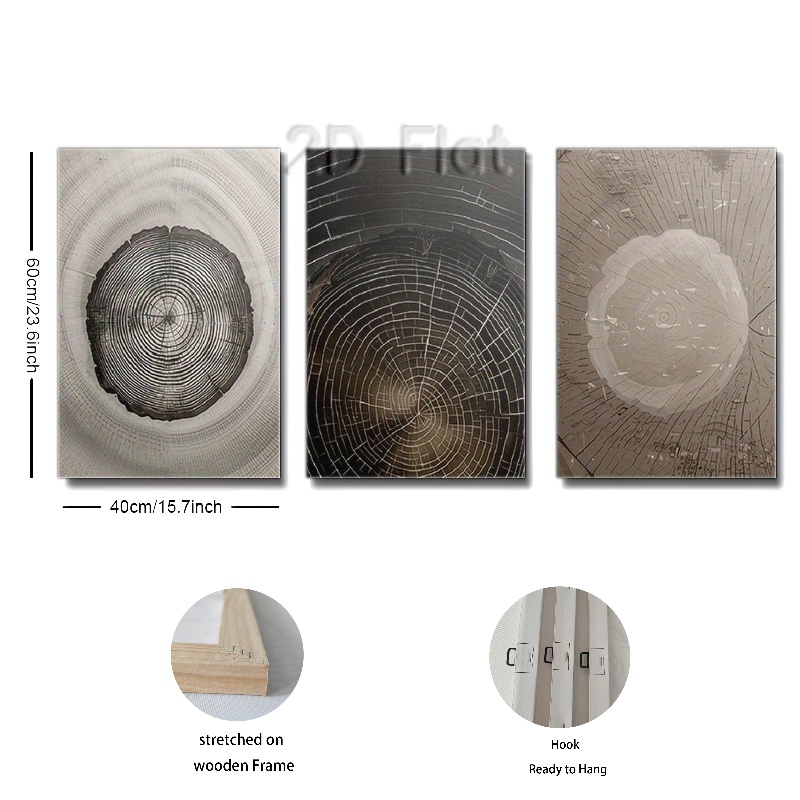 2D Flat
60cm/23.6inch
40cm/15.7inch
stretched on
wooden Frame
Hook
Ready to Hang